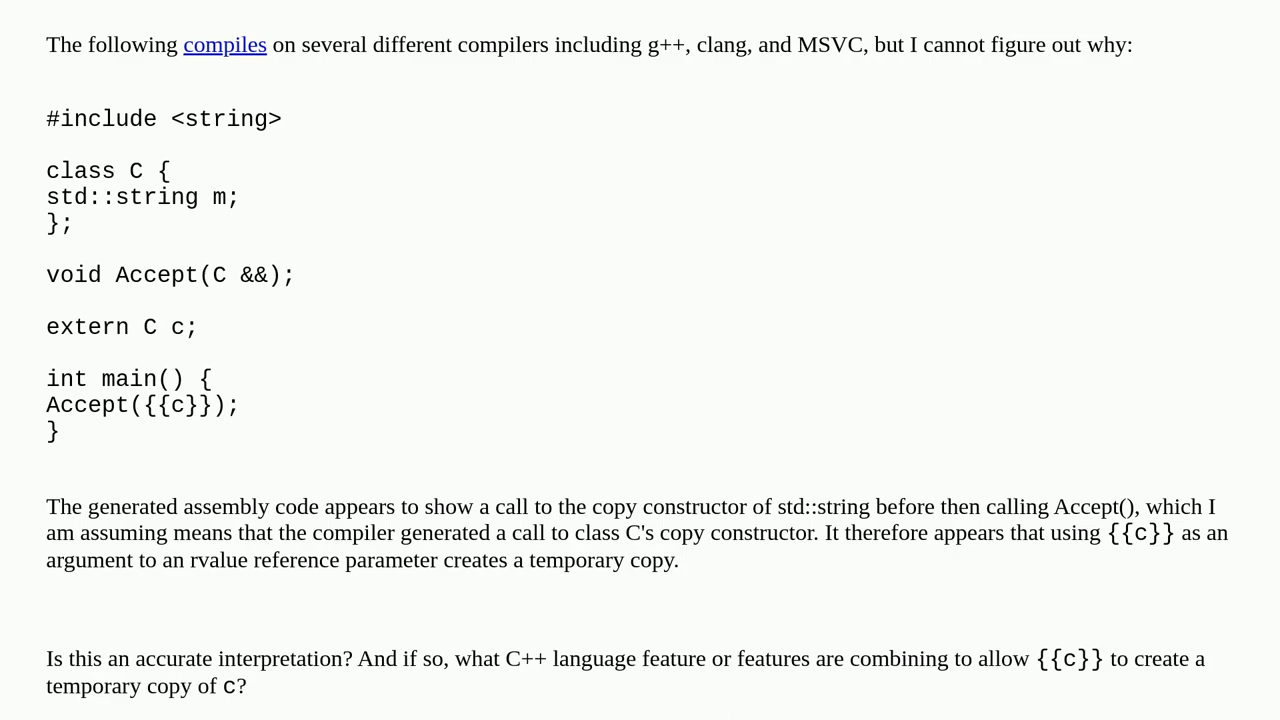 The following compiles on several different compilers including g++, clang, and MSVC, but I cannot figure out why:
#include <string>
class C {
std::string m;
};
void Accept(C &&);
extern C c;
int main() {
Accept({{c}});
}
The generated assembly code appears to show a call to the copy constructor of std::string before then calling Accept(), which I
am assuming means that the compiler generated a call to class C's copy constructor. It therefore appears that using {{c}} as an
argument to an rvalue reference parameter creates a temporary copy.
Is this an accurate interpretation? And if so, what C++ language feature or features are combining to allow {{c}} to create a
temporary copy of c?